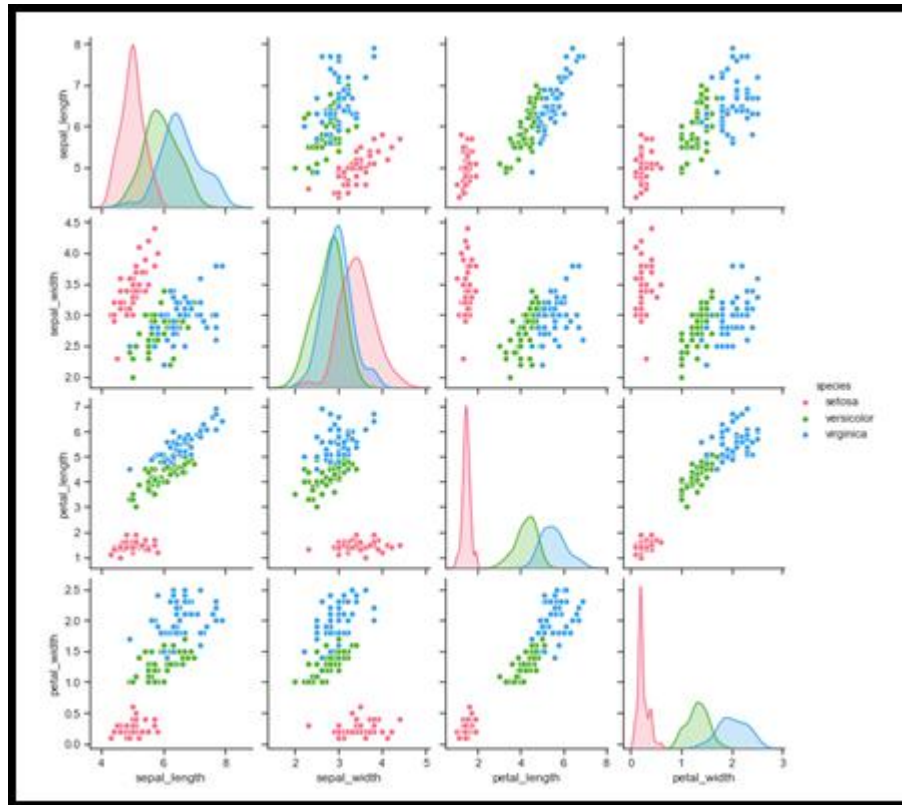 8
7
6
5
sepal_length
4.5
4.0
3.5
3.0
2.5
2.0
sepal_width
species
setosa
versicolor
virginica
7
6
5
4
3
2
1
petal_length
2.5
2.0
1.5
1.0
0.5
0.0
petal_width
4 6 8 2 3 4 5 2 4 6 8 0 1 2 3
sepal_length sepal_width petal_length petal_width